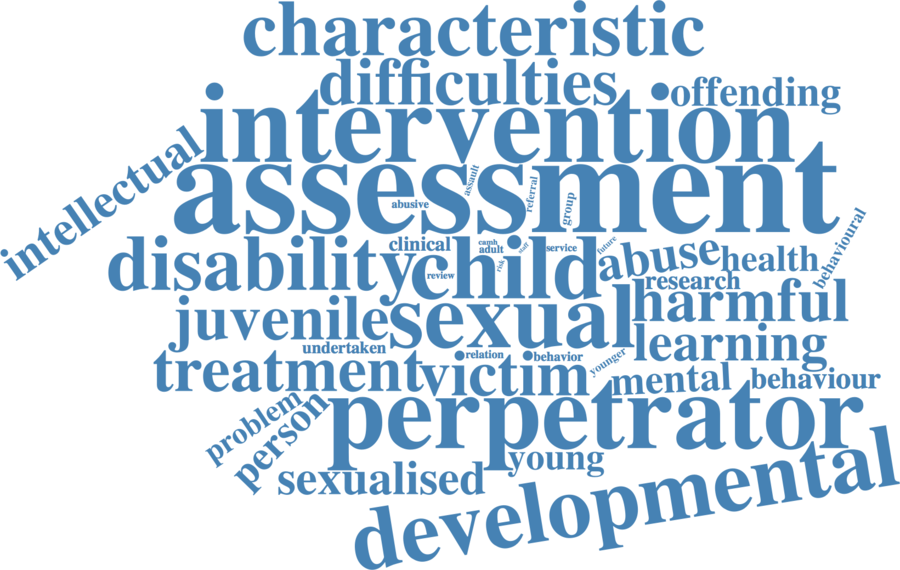 characteristic
difficulties
offending
intervention
intellectual
assessment
assault
referral
group
abusive
behavioural
clinical
camh
adult
staff
service
future
disability
child
abuse
health
risk
review
research
juvenile
sexual
harmful
undertaken
learning
relation
behavior
younger
treatment
victim
mental
behaviour
problem
person
perpetrator
young
sexualised
developmental